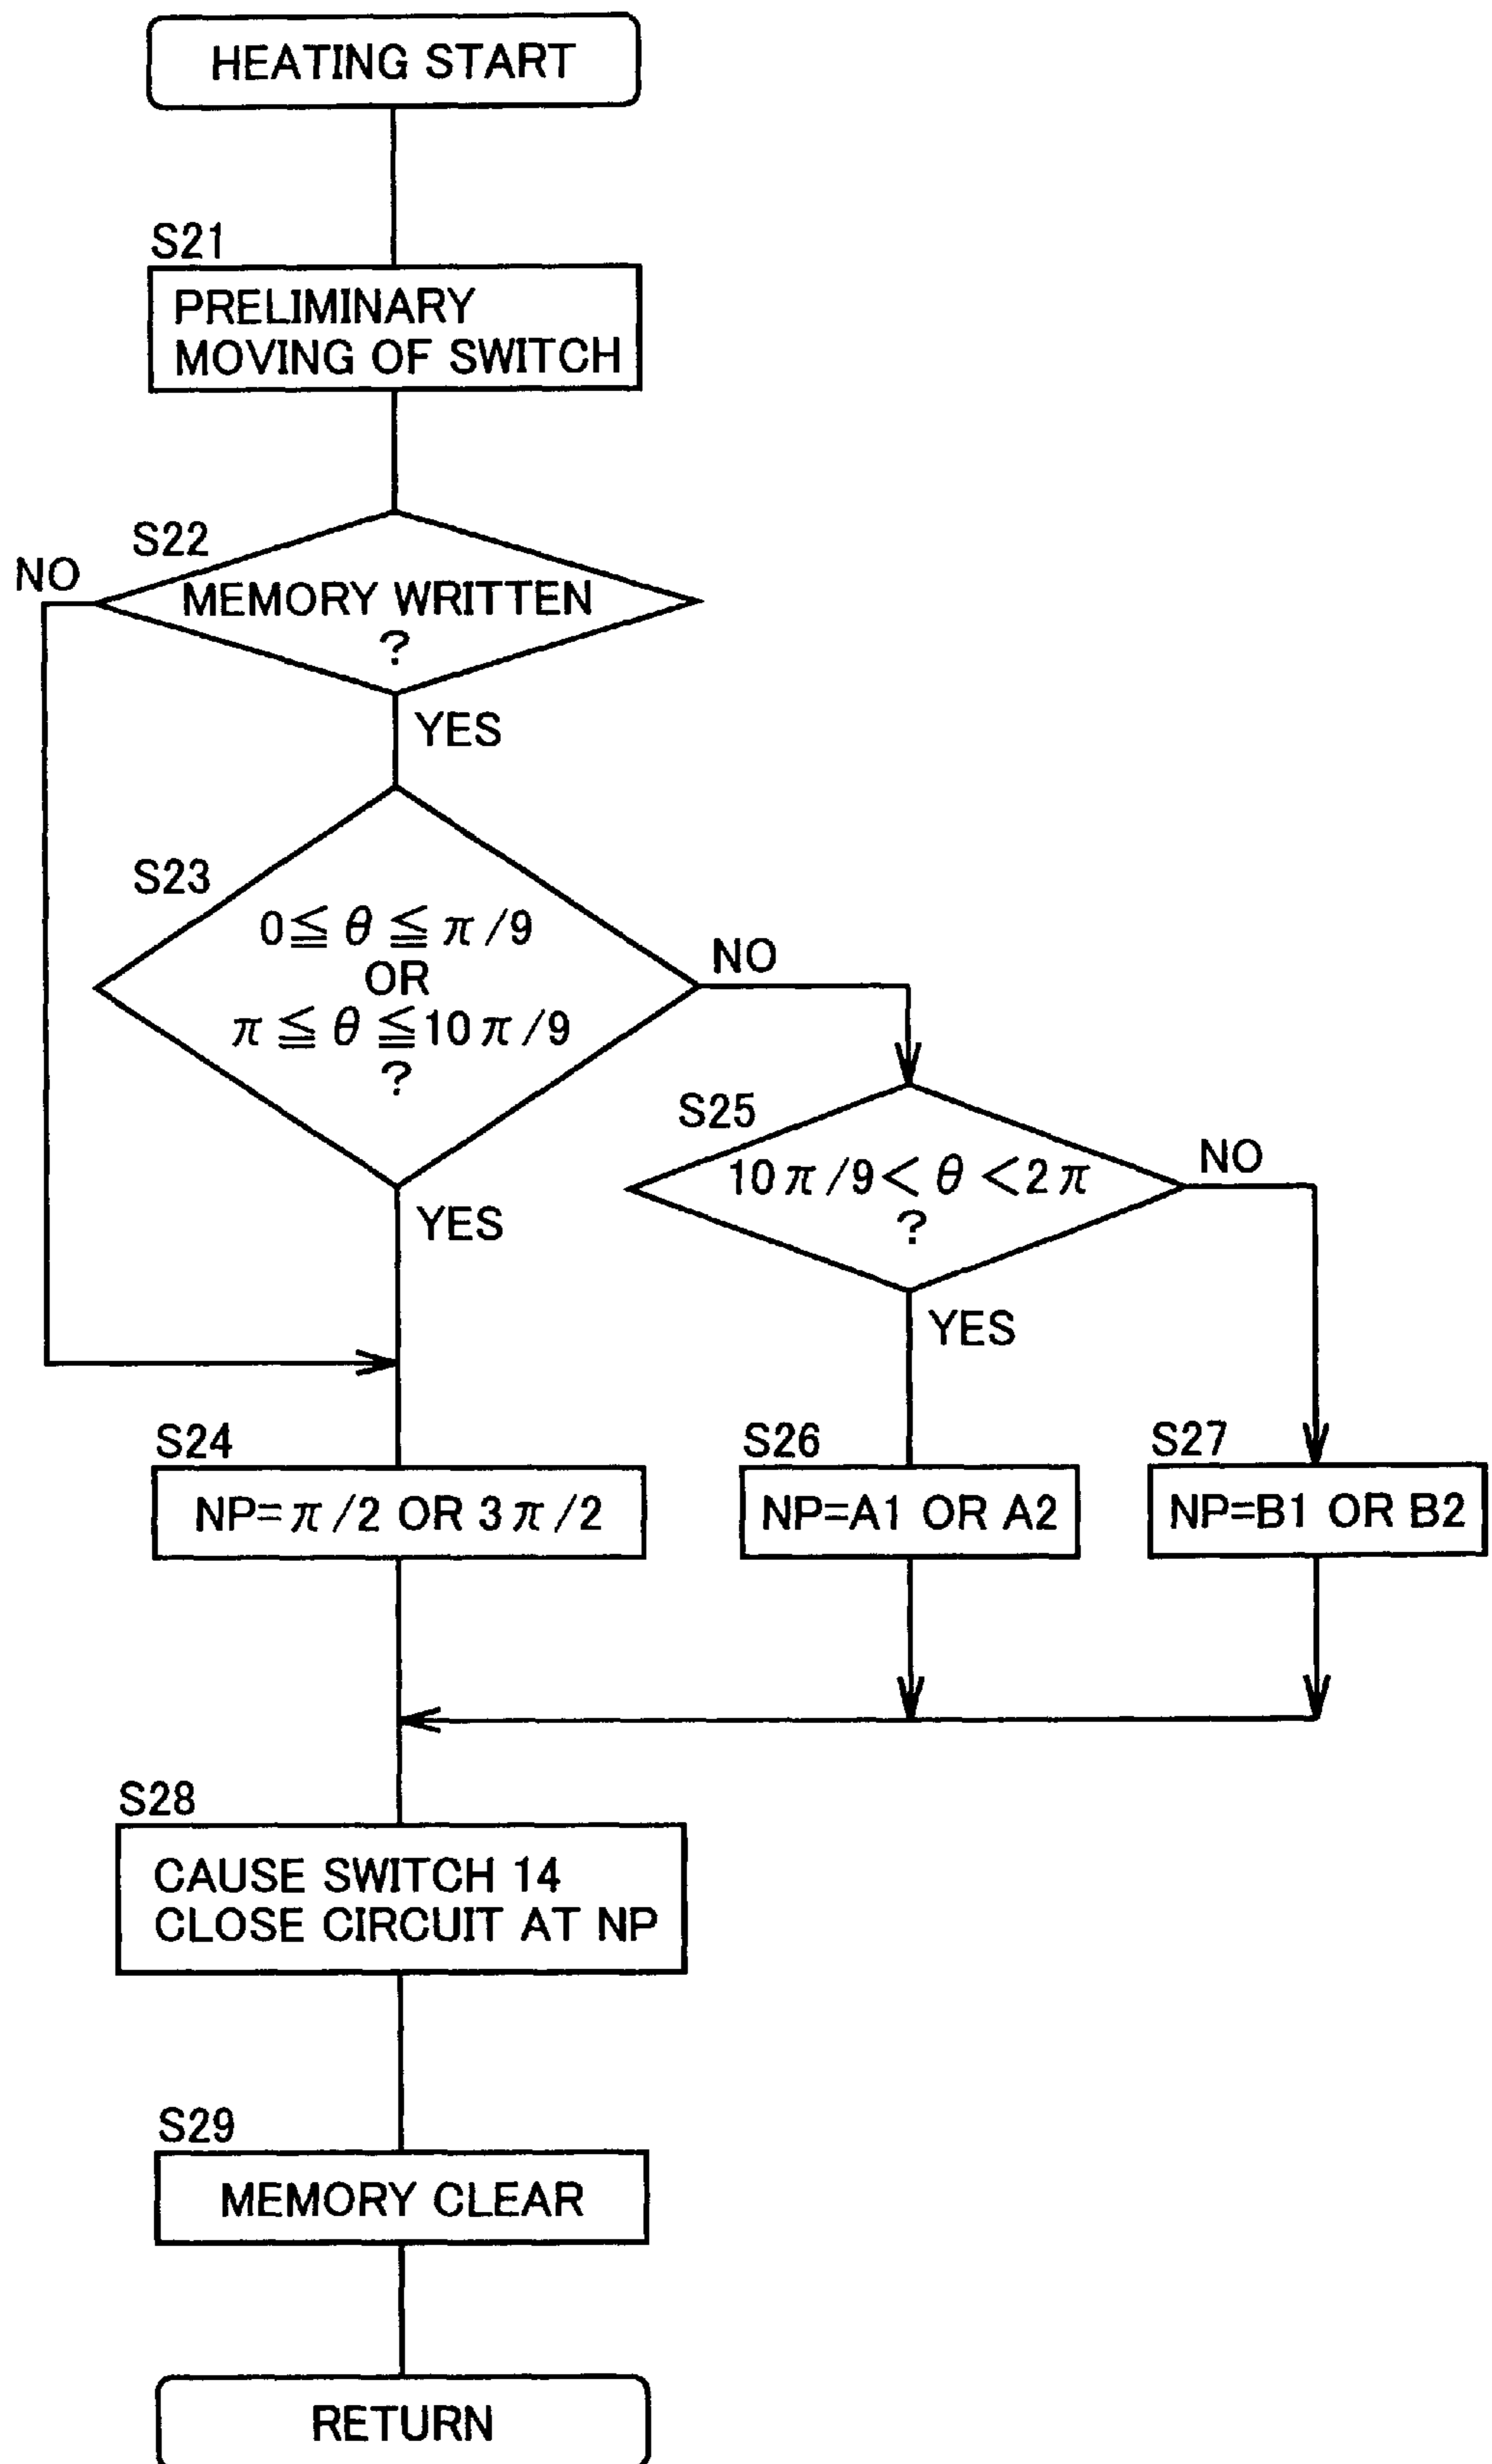 HEATING START
S21
PRELIMINARY
MOVING OF SWITCH
S22
NO
MEMORY WRITTEN
?
YES
S23
0≦θ≦π/9
OR
π≦θ≦10π/9
?
NO
YES
S25
10π/9<θ<2π
?
NO
YES
S24
NP=π/2 OR 3π/2
S26
NP=A1 OR A2
S27
NP=B1 OR B2
S28
CAUSE SWITCH 14
CLOSE CIRCUIT AT NP
S29
MEMORY CLEAR
RETURN